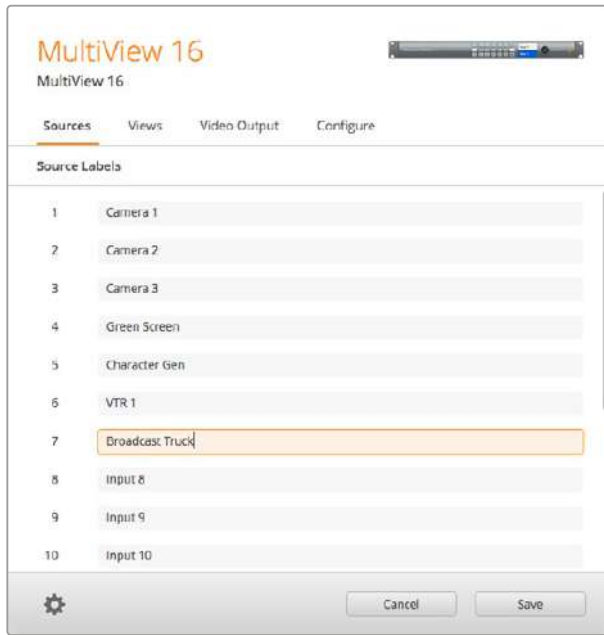 MultiView 16
MultiView 16
Sources Views Video Output Configure
Source Labels
1 Camera 1
2 Camera 2
3 Camera 3
4 Green Screen
5 Character Gen
6 VTR 1
7 Broadcast Truck
8 Input 8
9 Input 9
10 Input 10
Cancel Save